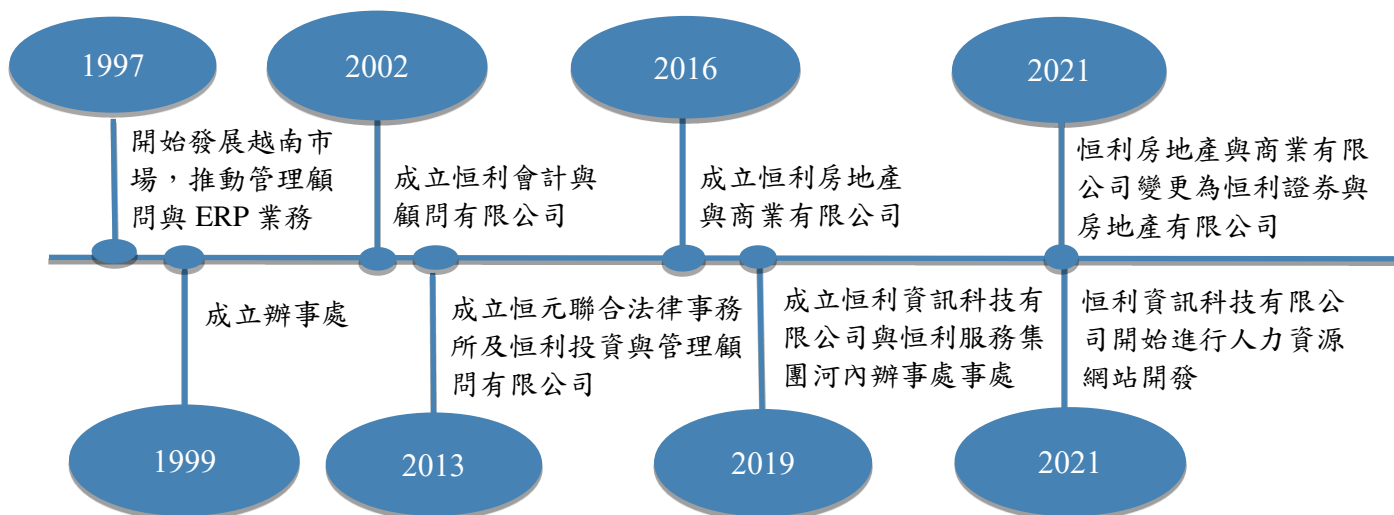 1997
開始發展越南市
場，推動管理顧
問與 ERP 業務
1999
成立辦事處
2002
成立恒利會計與
顧問有限公司
2013
成立恒元聯合法律事務
所及恒利投資與管理顧
問有限公司
2016
成立恒利房地產
與商業有限公司
2019
成立恒利資訊科技有
限公司與恒利服務集
團河內辦事處事處
2021
恒利房地產與商業有限
公司變更為恒利證券與
房地產有限公司
2021
恒利資訊科技有限公
司開始進行人力資源
網站開發